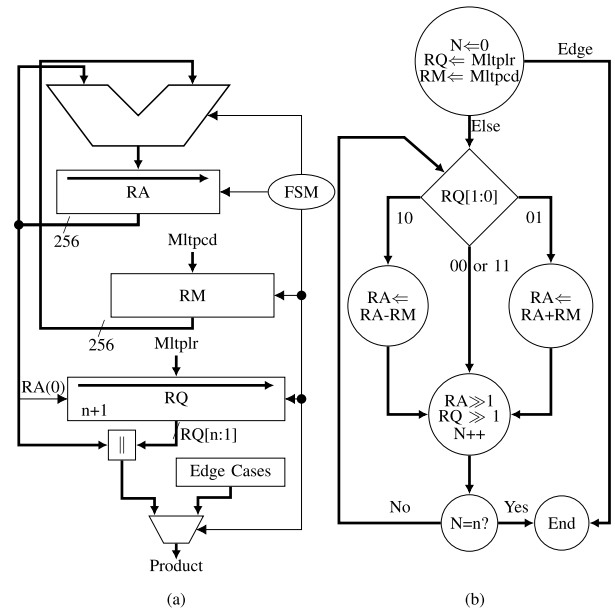 RA
256
FSM
Mltpcd
RM
256
Mltplr
RA(0)
RQ
n+1
||
RQ[n:1]
Edge Cases
Product
(a)
N⇐0
RQ⇐ Mltplr
RM⇐ Mltpcd
Edge
Else
RQ[1:0]
10
01
00 or 11
RA⇐
RA-RM
RA⇐
RA+RM
RA≫1
RQ ≫ 1
N++
No
N=n?
Yes
End
(b)